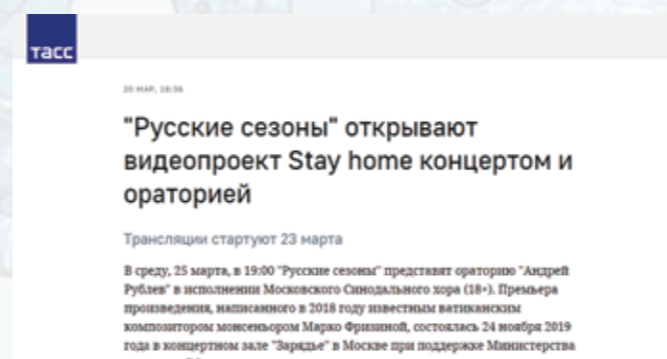 тасс
20 МАР, 18:36
"Русские сезоны" открывают
видеопроект Stay home концертом и
ораторией
Трансляции стартуют 23 марта
В среду, 25 марта, в 19:00 "Русские сезоны" представят ораторию "Андрей
Рублев" в исполнении Московского Синодального хора (18+). Премьера
произведения, написанного в 2018 году известным ватиканским
композитором монсеньором Марко Фризиной, состоялась 24 ноября 2019
года в концертном зале "Зарядье" в Москве при поддержке Министерства